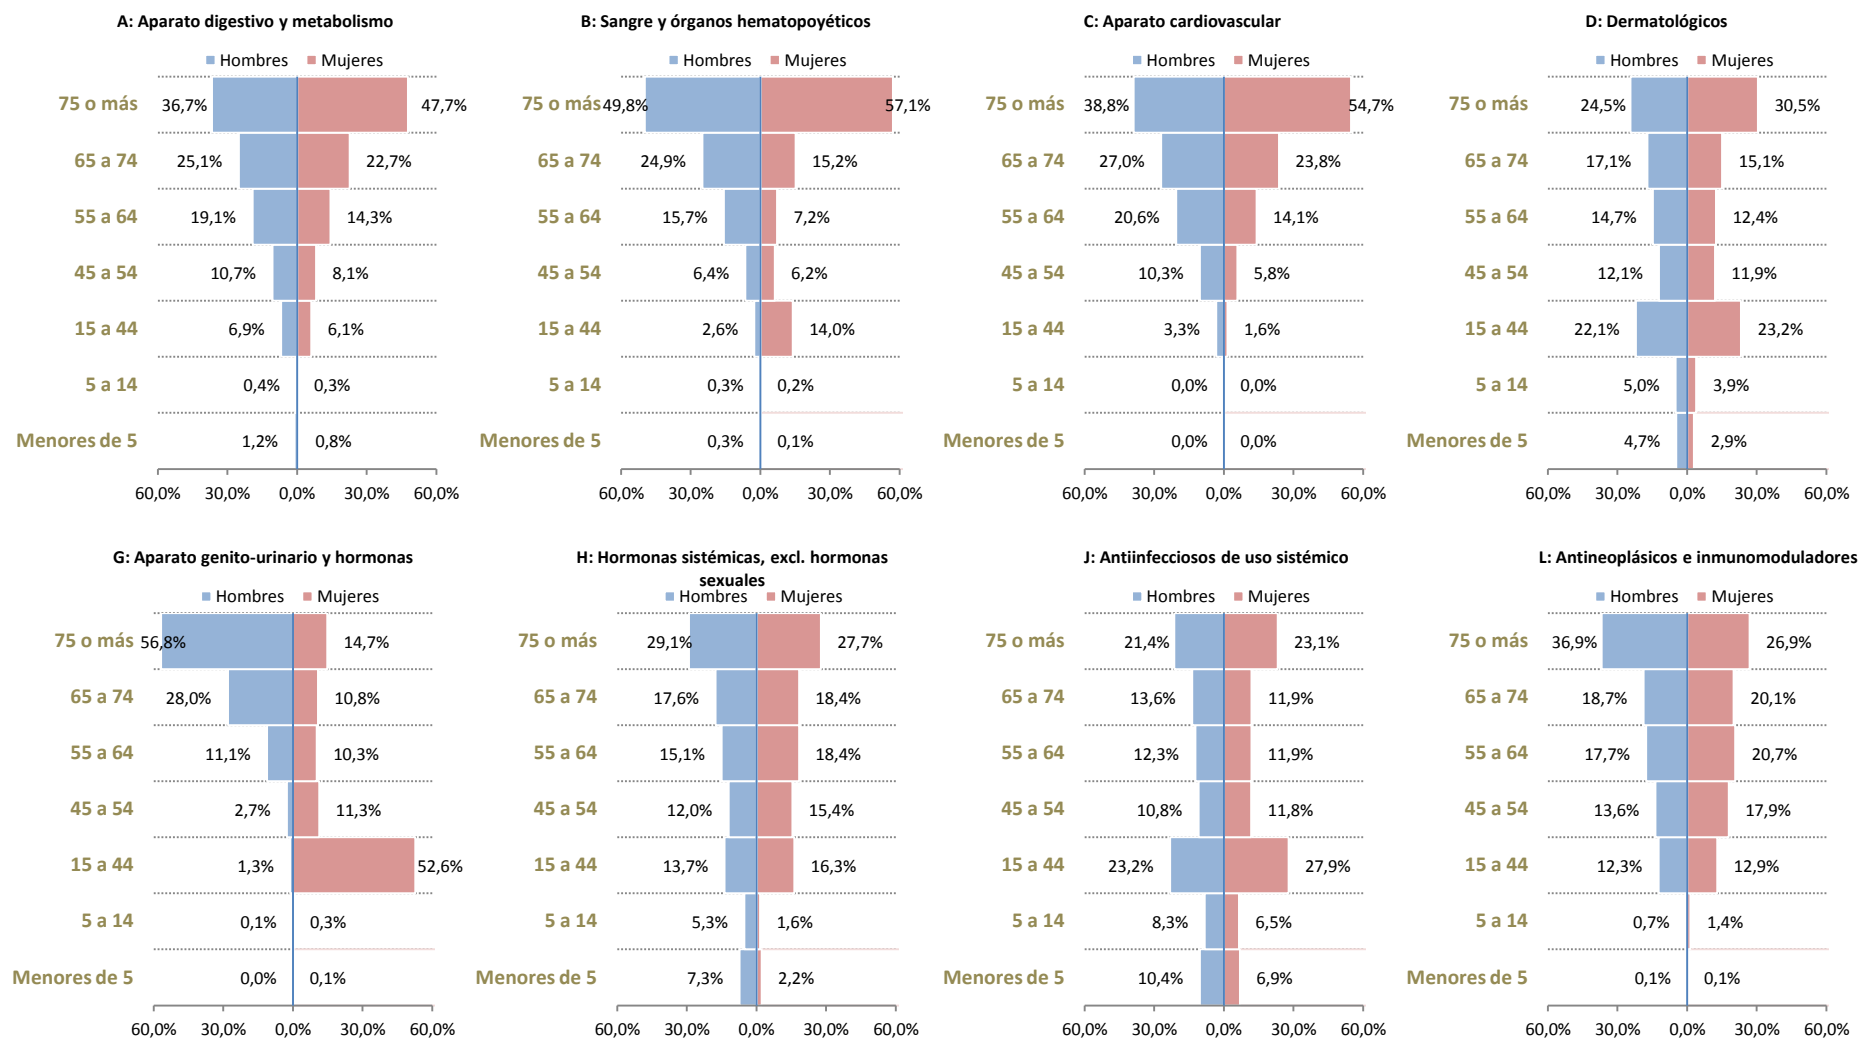 A: Aparato digestivo y metabolismo
Hombres Mujeres
75 o más 36,7% 47,7%
65 a 74 25,1% 22,7%
55 a 64 19,1% 14,3%
45 a 54 10,7% 8,1%
15 a 44 6,9% 6,1%
5 a 14 0,4% 0,3%
Menores de 5 1,2% 0,8%
60,0% 30,0% 0,0% 30,0% 60,0%
B: Sangre y órganos hematopoyéticos
Hombres Mujeres
75 o más 49,8% 57,1%
65 a 74 24,9% 15,2%
55 a 64 15,7% 7,2%
45 a 54 6,4% 6,2%
15 a 44 2,6% 14,0%
5 a 14 0,3% 0,2%
Menores de 5 0,3% 0,1%
60,0% 30,0% 0,0% 30,0% 60,0%
C: Aparato cardiovascular
Hombres Mujeres
75 o más 38,8% 54,7%
65 a 74 27,0% 23,8%
55 a 64 20,6% 14,1%
45 a 54 10,3% 5,8%
15 a 44 3,3% 1,6%
5 a 14 0,0% 0,0%
Menores de 5 0,0% 0,0%
60,0% 30,0% 0,0% 30,0% 60,0%
D: Dermatológicos
Hombres Mujeres
75 o más 24,5% 30,5%
65 a 74 17,1% 15,1%
55 a 64 14,7% 12,4%
45 a 54 12,1% 11,9%
15 a 44 22,1% 23,2%
5 a 14 5,0% 3,9%
Menores de 5 4,7% 2,9%
60,0% 30,0% 0,0% 30,0% 60,0%
G: Aparato genito-urinario y hormonas
Hombres Mujeres
75 o más 56,8% 14,7%
65 a 74 28,0% 10,8%
55 a 64 11,1% 10,3%
45 a 54 2,7% 11,3%
15 a 44 1,3% 52,6%
5 a 14 0,1% 0,3%
Menores de 5 0,0% 0,1%
60,0% 30,0% 0,0% 30,0% 60,0%
H: Hormonas sistémicas, excl. hormonas
sexuales
Hombres Mujeres
75 o más 29,1% 27,7%
65 a 74 17,6% 18,4%
55 a 64 15,1% 18,4%
45 a 54 12,0% 15,4%
15 a 44 13,7% 16,3%
5 a 14 5,3% 1,6%
Menores de 5 7,3% 2,2%
60,0% 30,0% 0,0% 30,0% 60,0%
J: Antiinfecciosos de uso sistémico
Hombres Mujeres
75 o más 21,4% 23,1%
65 a 74 13,6% 11,9%
55 a 64 12,3% 11,9%
45 a 54 10,8% 11,8%
15 a 44 23,2% 27,9%
5 a 14 8,3% 6,5%
Menores de 5 10,4% 6,9%
60,0% 30,0% 0,0% 30,0% 60,0%
L: Antineoplásicos e inmunomoduladores
Hombres Mujeres
75 o más 36,9% 26,9%
65 a 74 18,7% 20,1%
55 a 64 17,7% 20,7%
45 a 54 13,6% 17,9%
15 a 44 12,3% 12,9%
5 a 14 0,7% 1,4%
Menores de 5 0,1% 0,1%
60,0% 30,0% 0,0% 30,0% 60,0%